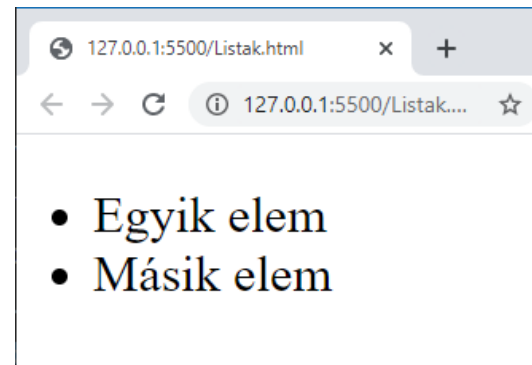 127.0.0.1:5500/Listak.html
127.0.0.1:5500/Listak....
• Egyik elem
• Másik elem